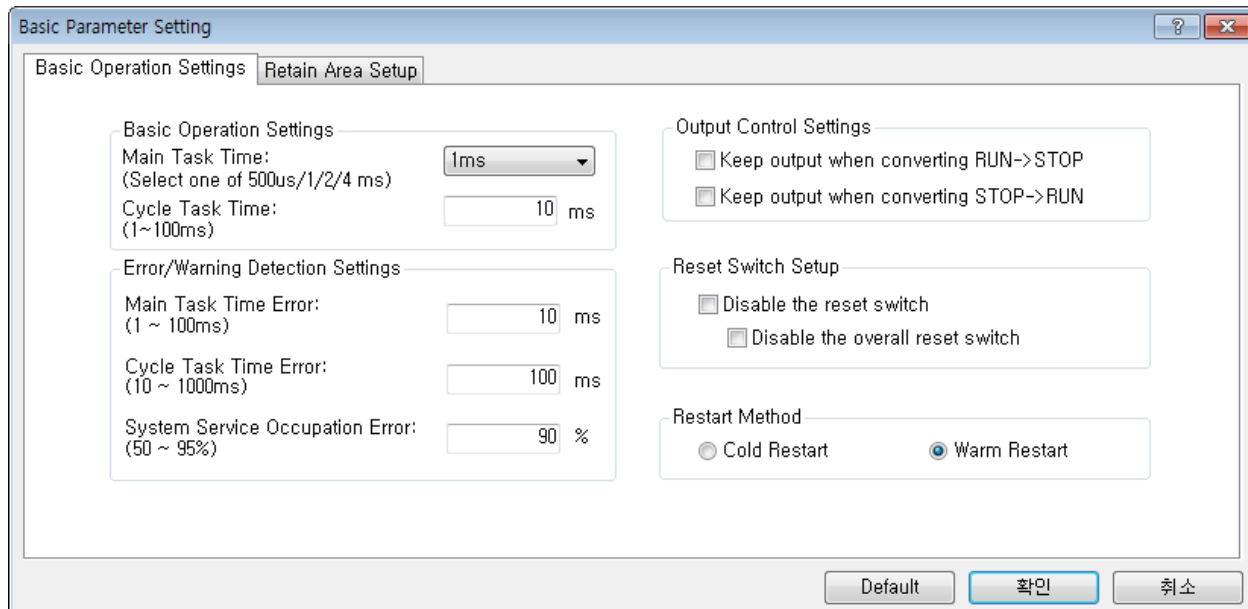 Basic Parameter Setting
Basic Operation Settings
Retain Area Setup
Basic Operation Settings
Main Task Time:
1ms
(Select one of 500us/1/2/4 ms)
Cycle Task Time:
10 ms
(1~100ms)
Error/Warning Detection Settings
Main Task Time Error:
10 ms
(1 ~ 100ms)
Cycle Task Time Error:
100 ms
(10 ~ 1000ms)
System Service Occupation Error:
90 %
(50 ~ 95%)
Output Control Settings
Keep output when converting RUN->STOP
Keep output when converting STOP->RUN
Reset Switch Setup
Disable the reset switch
Disable the overall reset switch
Restart Method
Cold Restart
Warm Restart
Default
확인
취소